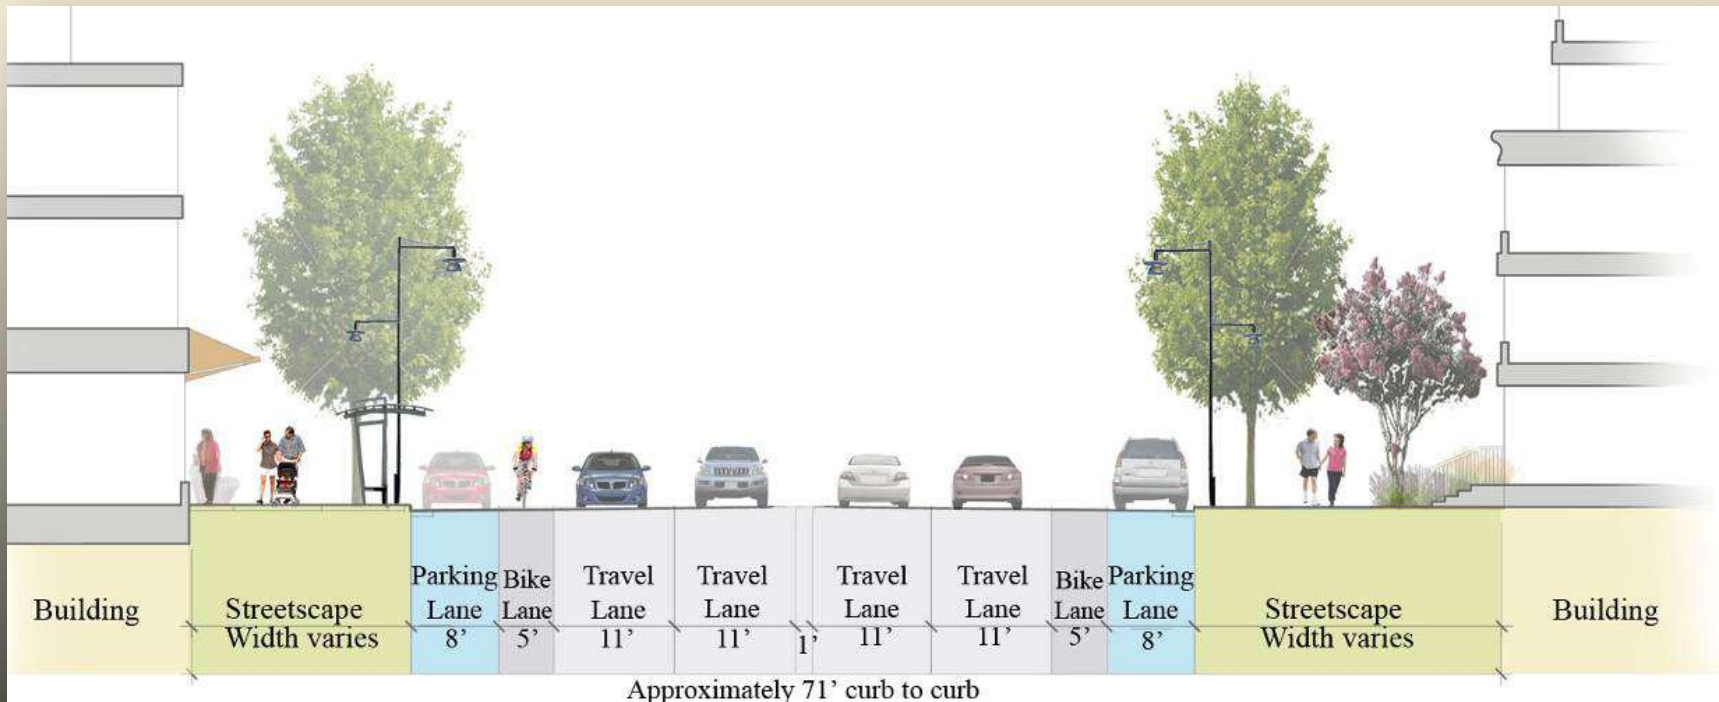 Building
Streetscape
Width varies
Parking
Lane
8’
Bike
Lane
5’
Travel
Lane
11’
Travel
Lane
11’
1’
Travel
Lane
11’
Travel
Lane
11’
Bike
Lane
5’
Parking
Lane
8’
Streetscape
Width varies
Building
Approximately 71’ curb to curb